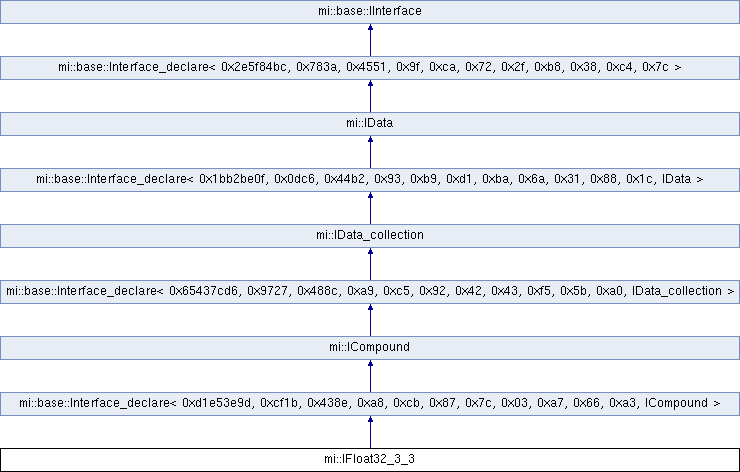 mi::base::IInterface
mi::base::Interface_declare< 0x2e5f84bc, 0x783a, 0x4551, 0x9f, 0xca, 0x72, 0x2f, 0xb8, 0x38, 0xc4, 0x7c >
mi::IData
mi::base::Interface_declare< 0x1bb2be0f, 0x0dc6, 0x44b2, 0x93, 0xb9, 0xd1, 0xba, 0x6a, 0x31, 0x88, 0x1c, IData >
mi::IData_collection
mi::base::Interface_declare< 0x65437cd6, 0x9727, 0x488c, 0xa9, 0xc5, 0x92, 0x42, 0x43, 0xf5, 0x5b, 0xa0, IData_collection >
mi::ICompound
mi::base::Interface_declare< 0xd1e53e9d, 0xcf1b, 0x438e, 0xa8, 0xcb, 0x87, 0x7c, 0x03, 0xa7, 0x66, 0xa3, ICompound >
mi::IFloat32_3_3